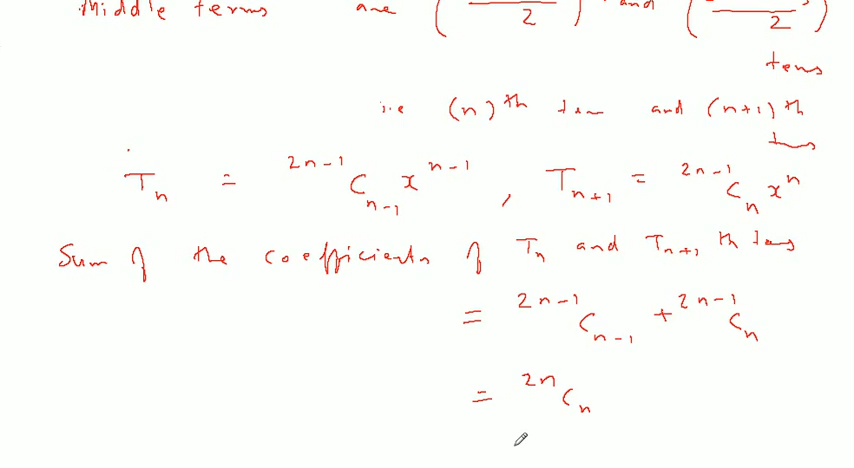 Middle terms are ( 2 ) and ( 2 )
terms
i.e (n)th term and (n+1)th
terms
Tn = 2n-1Cn-1 x^n-1 , Tn+1 = 2n-1Cn x^n
Sum of the coefficients of Tn and Tn+1 th terms
= 2n-1Cn-1 + 2n-1Cn
= 2nCn